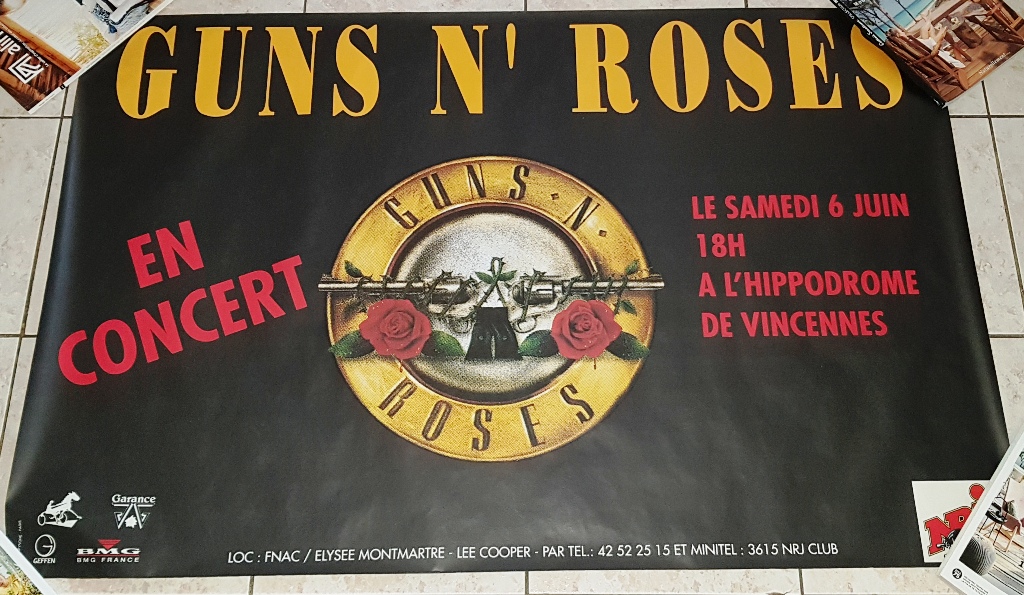 GUNS N' ROSES
EN
CONCERT
GUNS · N ·
ROSES
LE SAMEDI 6 JUIN
18H
A L'HIPPODROME
DE VINCENNES
Garance
GEFFEN
BMG
BMG FRANCE
LOC : FNAC / ELYSEE MONTMARTRE - LEE COOPER - PAR TEL.: 42 52 25 15 ET MINITEL : 3615 NRJ CLUB
NRJ